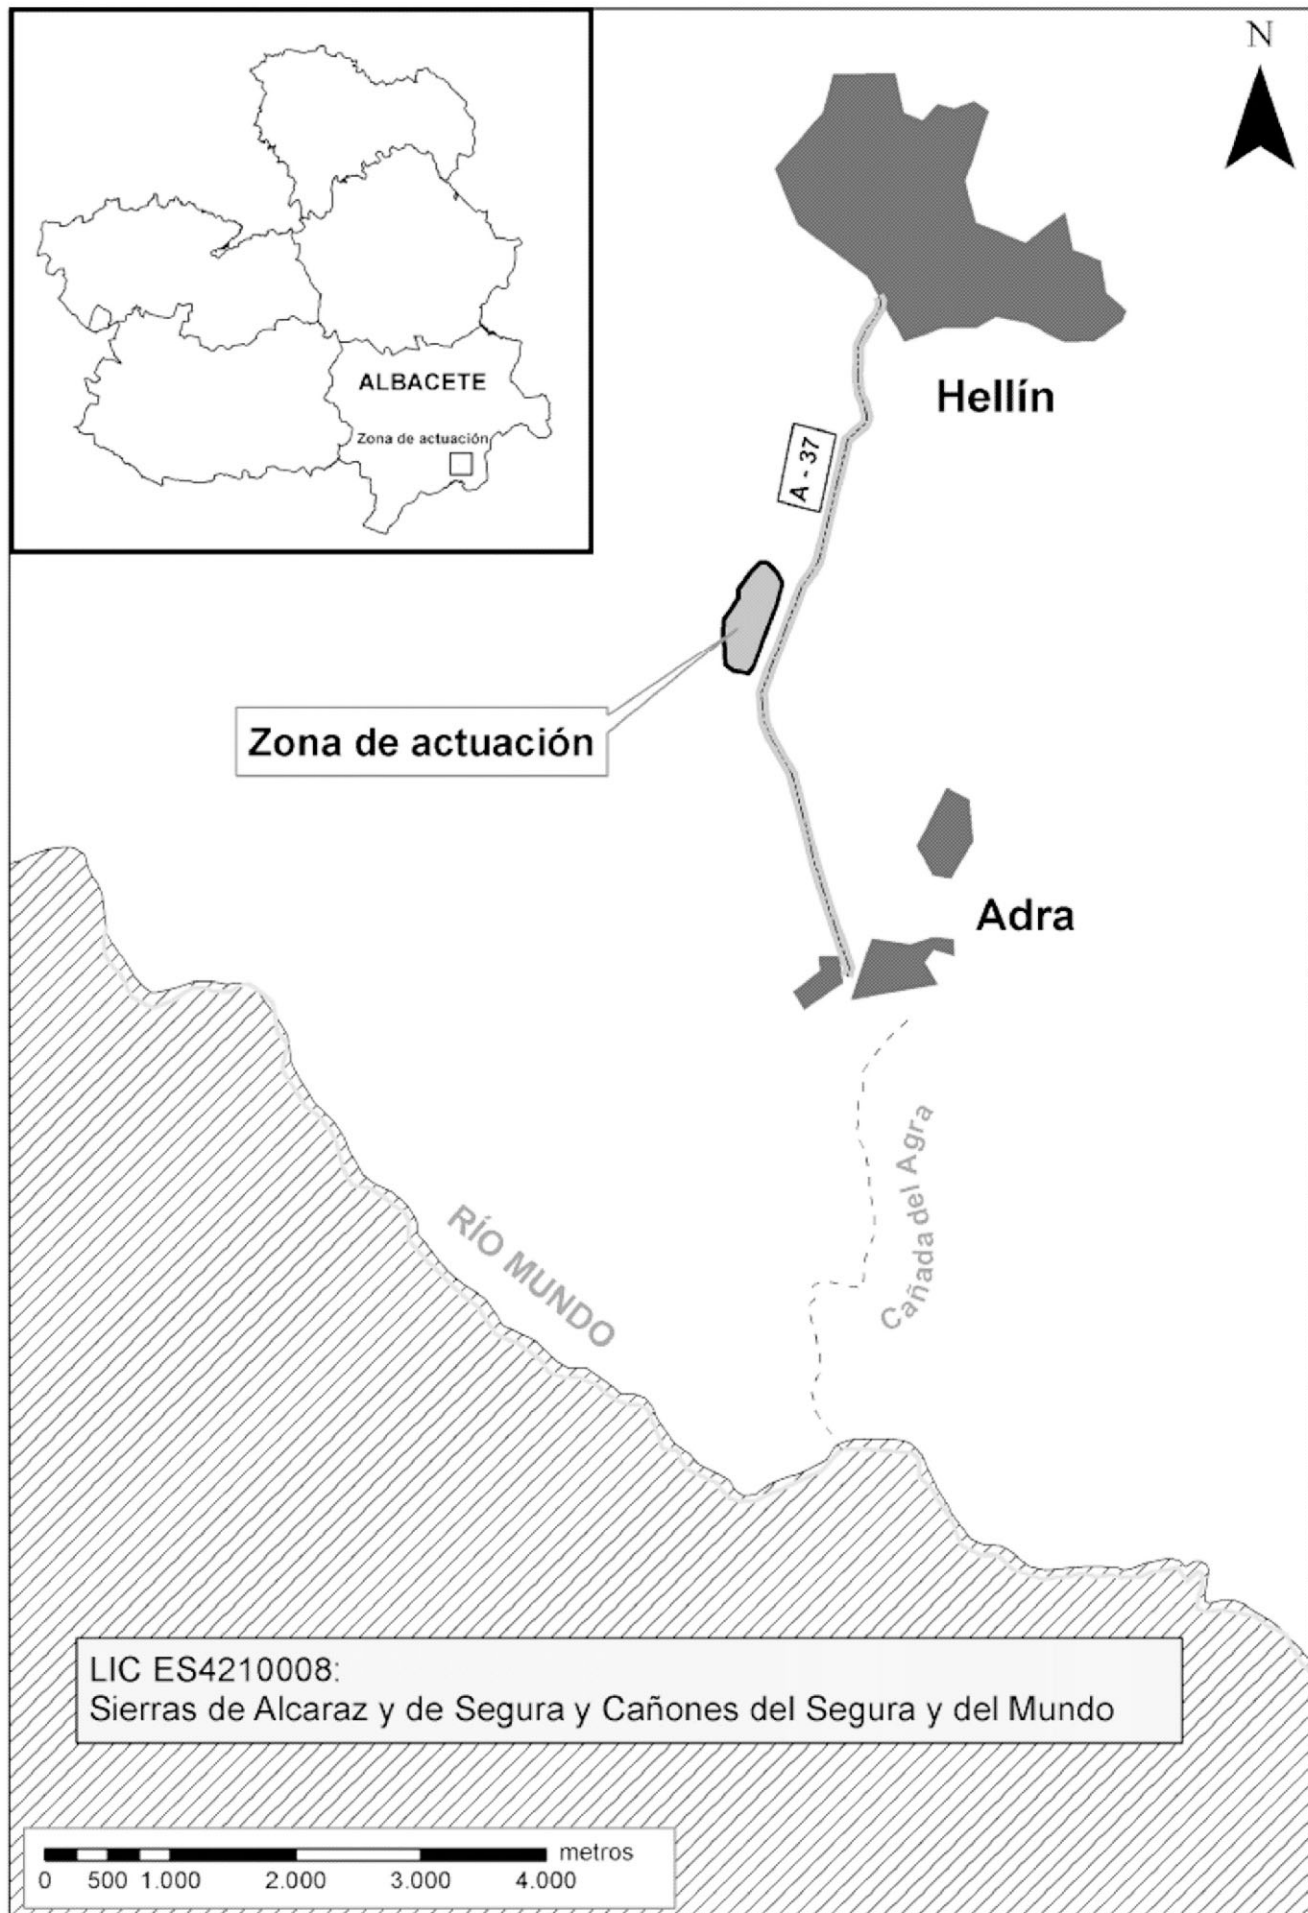 N
ALBACETE
Zona de actuación
Hellín
A - 37
Zona de actuación
Adra
Cañada del Agra
RÍO MUNDO
LIC ES4210008:
Sierras de Alcaraz y de Segura y Cañones del Segura y del Mundo
metros
0 500 1.000 2.000 3.000 4.000